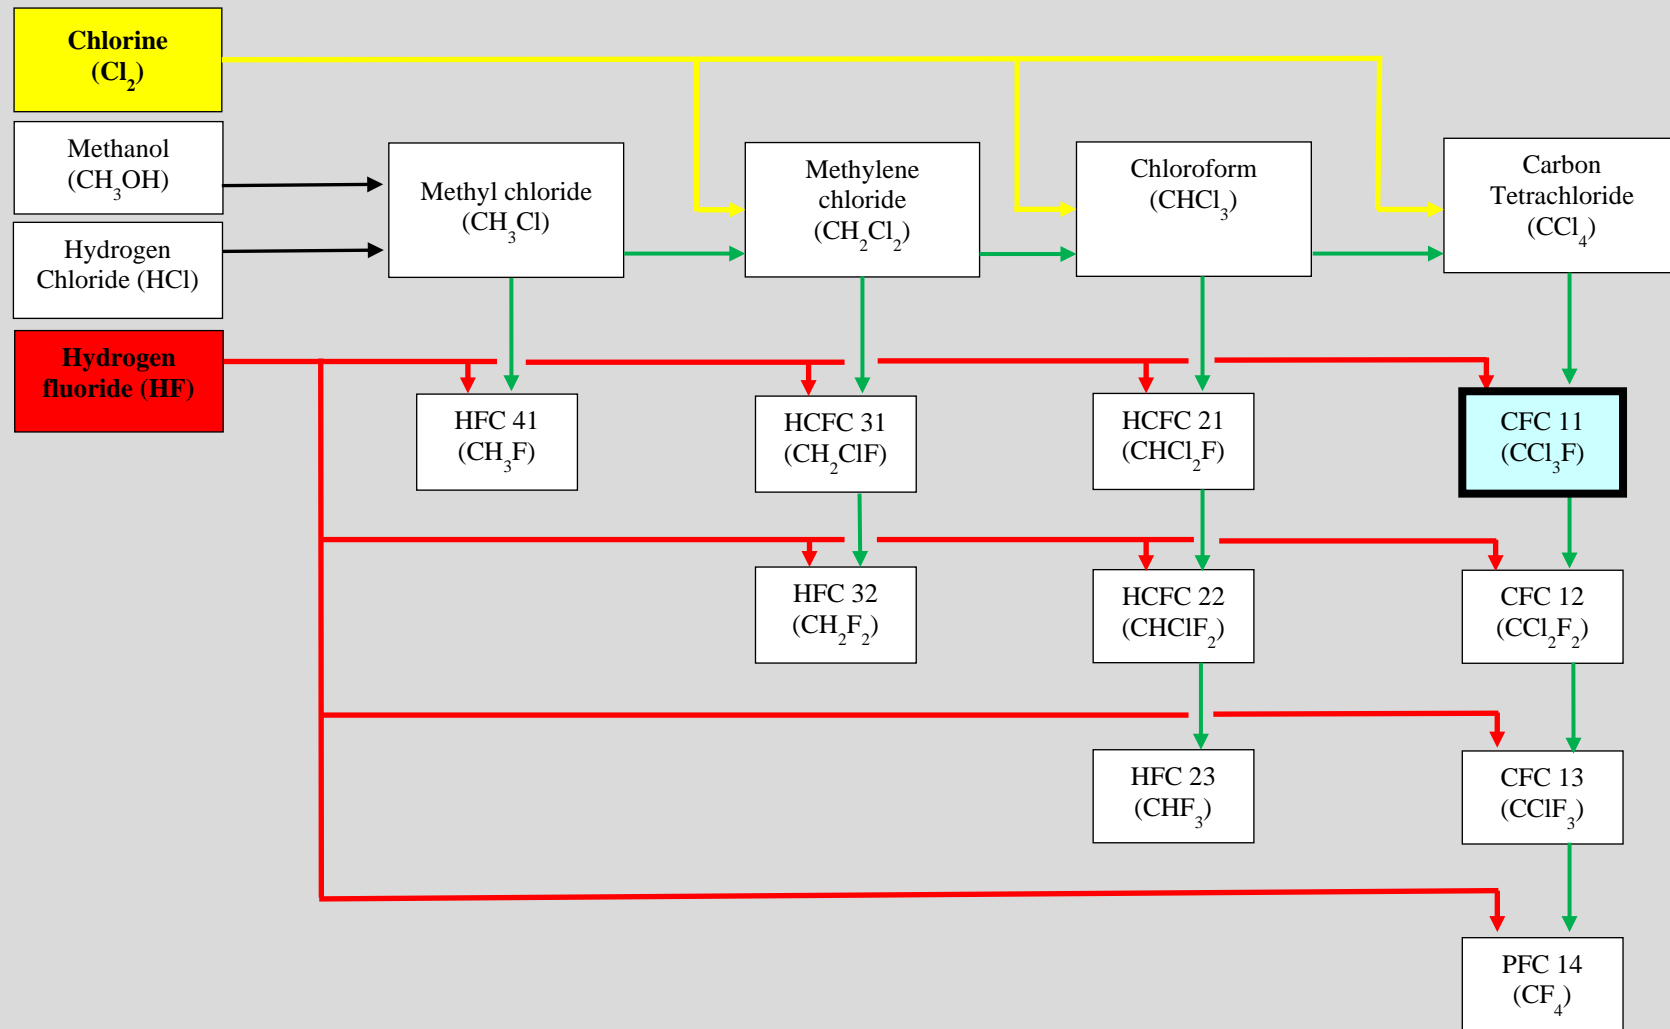 Chlorine
(Cl₂)
Methanol
(CH₃OH)
Hydrogen
Chloride (HCl)
Hydrogen
fluoride (HF)
Methyl chloride
(CH₃Cl)
Methylene
chloride
(CH₂Cl₂)
Chloroform
(CHCl₃)
Carbon
Tetrachloride
(CCl₄)
HFC 41
(CH₃F)
HCFC 31
(CH₂ClF)
HCFC 21
(CHCl₂F)
CFC 11
(CCl₃F)
HFC 32
(CH₂F₂)
HCFC 22
(CHClF₂)
CFC 12
(CCl₂F₂)
HFC 23
(CHF₃)
CFC 13
(CClF₃)
PFC 14
(CF₄)